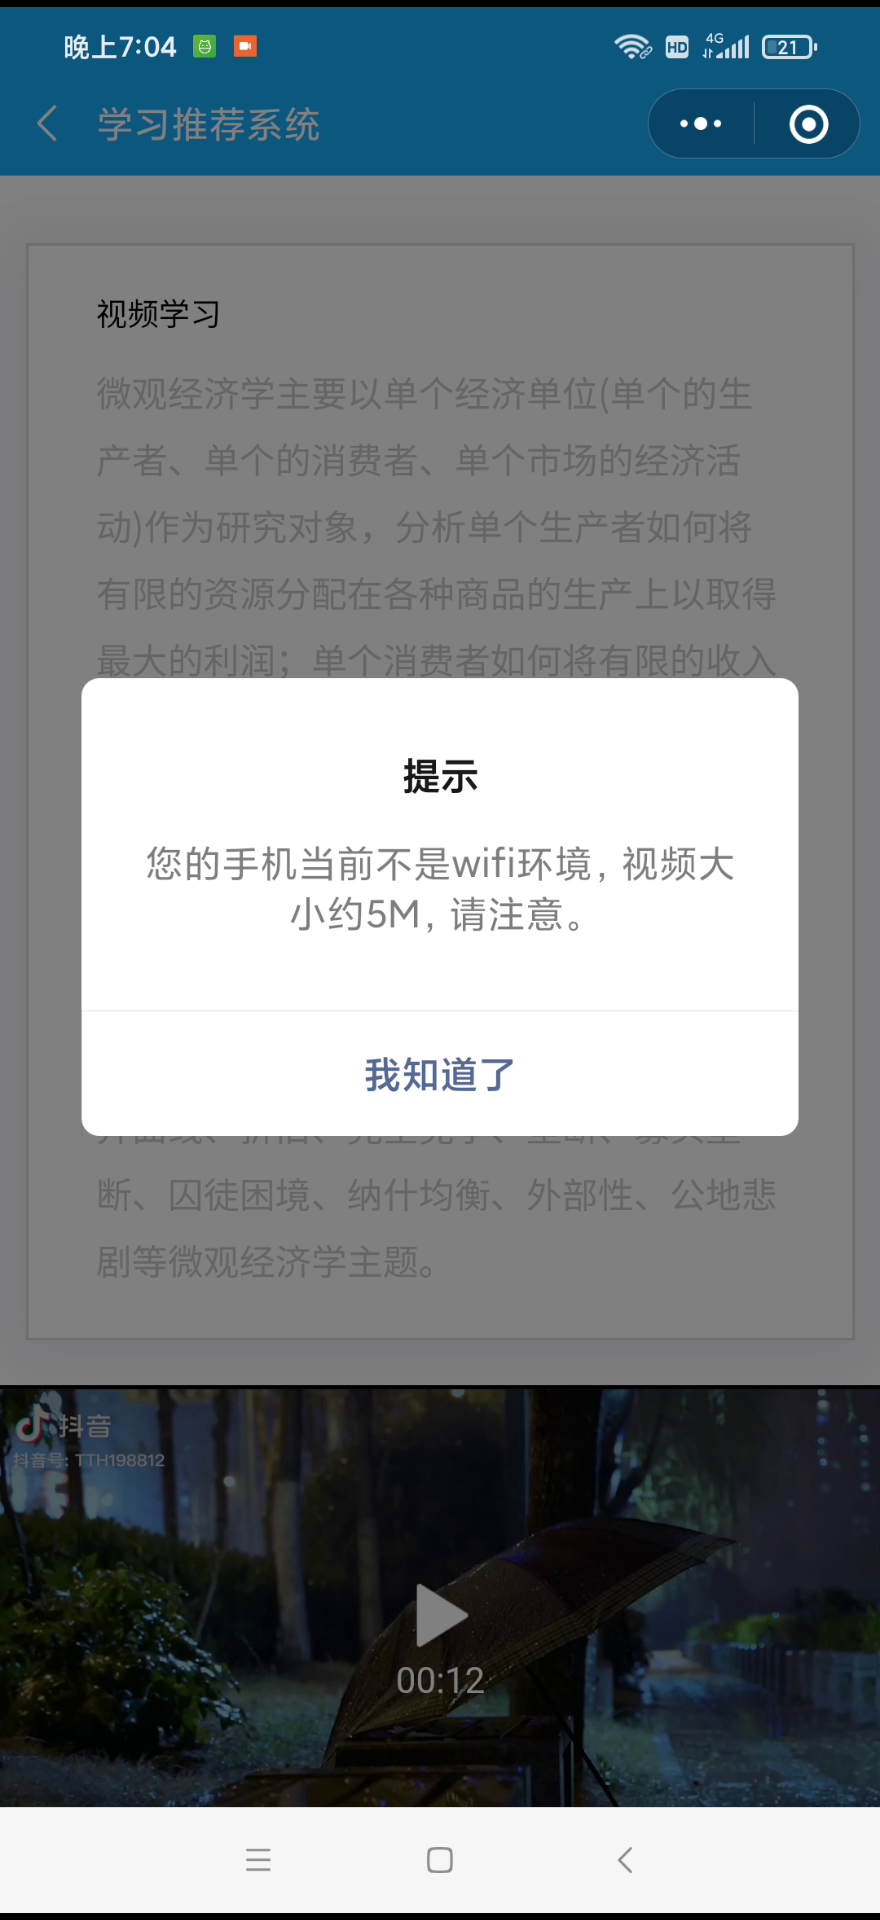 晚上7:04
HD
4G
21
学习推荐系统
视频学习
微观经济学主要以单个经济单位(单个的生
产者、单个的消费者、单个市场的经济活
动)作为研究对象，分析单个生产者如何将
有限的资源分配在各种商品的生产上以取得
最大的利润；单个消费者如何将有限的收入
提示
您的手机当前不是wifi环境，视频大
小约5M，请注意。
我知道了
断、囚徒困境、纳什均衡、外部性、公地悲
剧等微观经济学主题。
抖音
抖音号: TTH198812
00:12